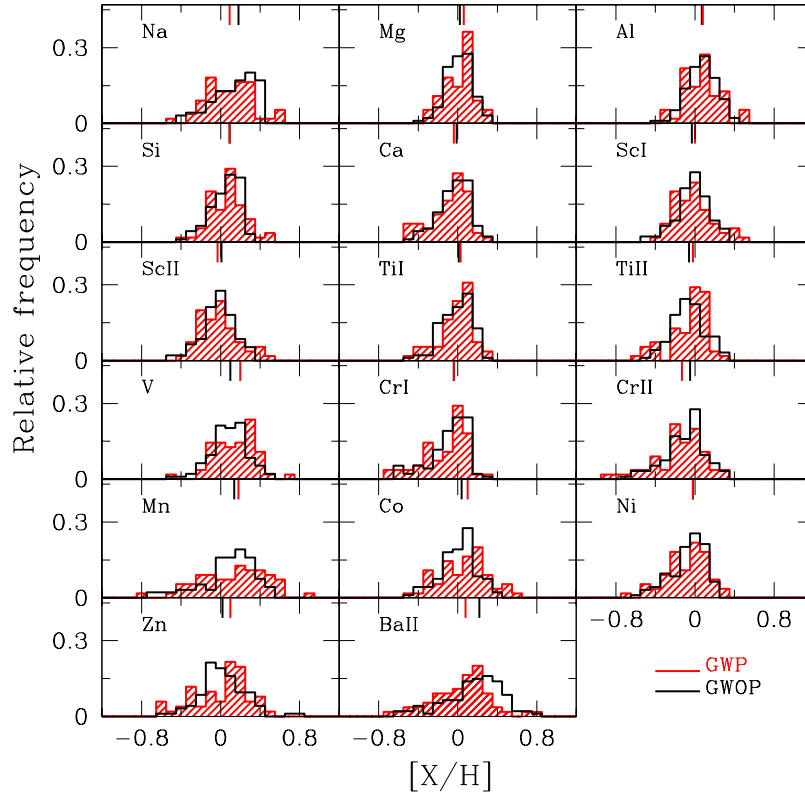 Na Mg Al
0.3
0
Si Ca ScI
0.3
0
ScII TiI TiII
0.3
0
V CrI CrII
0.3
0
Mn Co Ni
0.3
0
Zn BaII
0.3
0
−0.8 0 0.8
−0.8 0 0.8
−0.8 0 0.8
Relative frequency
[X/H]
GWP
GWOP